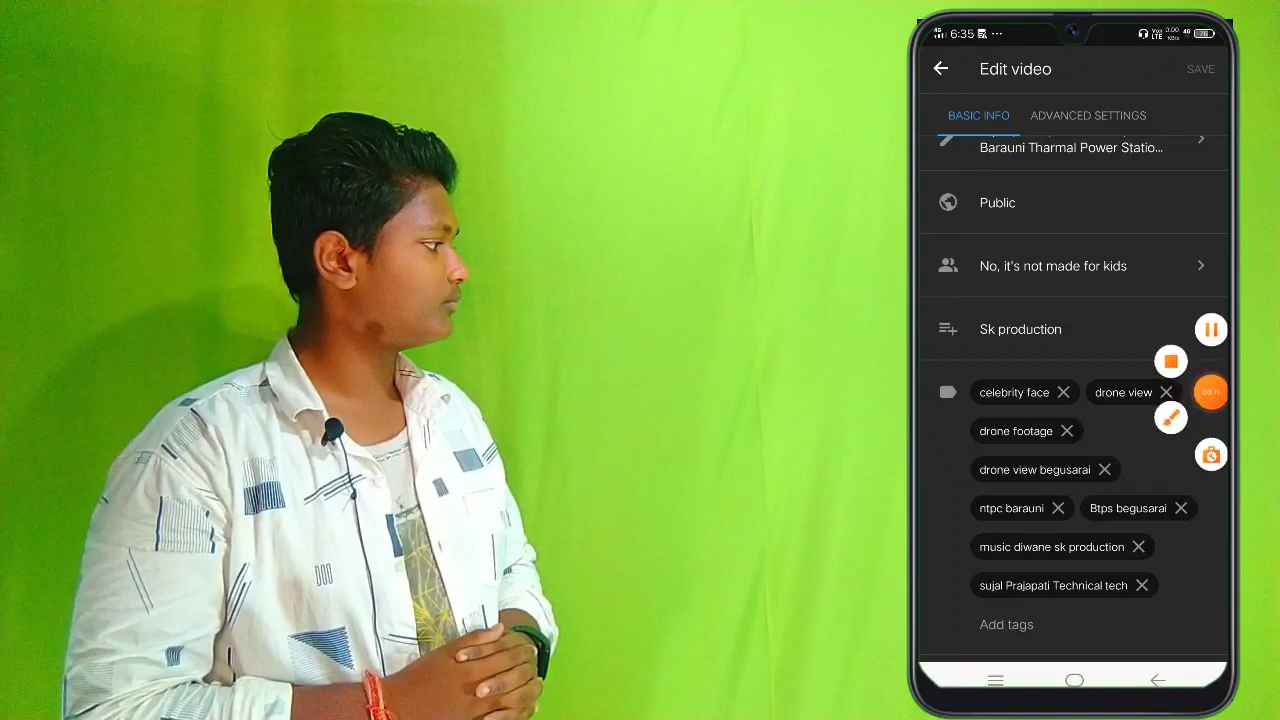 6:35
Edit video
SAVE
BASIC INFO
ADVANCED SETTINGS
Barauni Tharmal Power Statio...
Public
No, it's not made for kids
Sk production
celebrity face
drone view
drone footage
drone view begusarai
ntpc barauni
Btps begusarai
music diwane sk production
sujal Prajapati Technical tech
Add tags